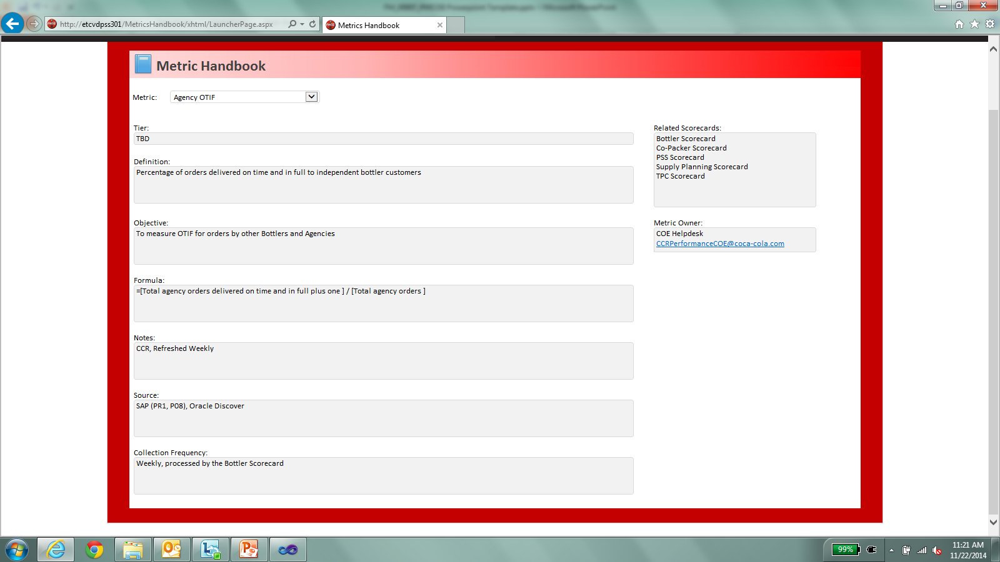 http://etcvdpss301/MetricsHandbook/xhtml/LauncherPage.aspx
Metrics Handbook
Metric Handbook
Metric:
Agency OTIF
Tier:
TBD
Definition:
Percentage of orders delivered on time and in full to independent bottler customers
Objective:
To measure OTIF for orders by other Bottlers and Agencies
Formula:
=[Total agency orders delivered on time and in full plus one ] / [Total agency orders ]
Notes:
CCR, Refreshed Weekly
Source:
SAP (PR1, P08), Oracle Discover
Collection Frequency:
Weekly, processed by the Bottler Scorecard
Related Scorecards:
Bottler Scorecard
Co-Packer Scorecard
PSS Scorecard
Supply Planning Scorecard
TPC Scorecard
Metric Owner:
COE Helpdesk
CCRPerformanceCOE@coca-cola.com
99%
11:21 AM
11/22/2014